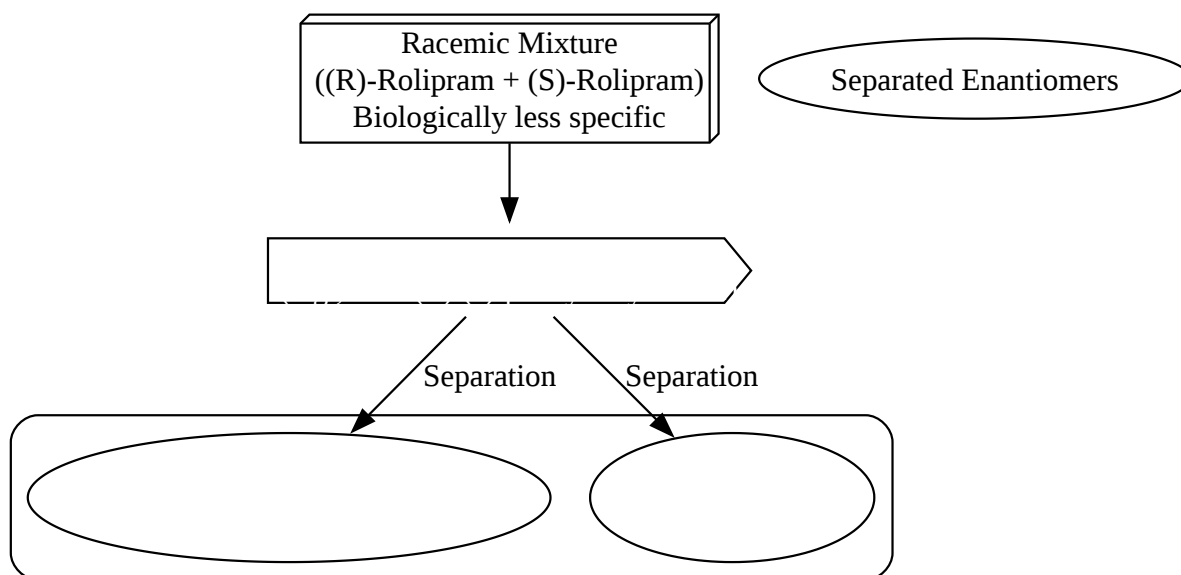 Racemic Mixture
((R)-Rolipram + (S)-Rolipram)
Biologically less specific
Separated Enantiomers
Separation
Separation